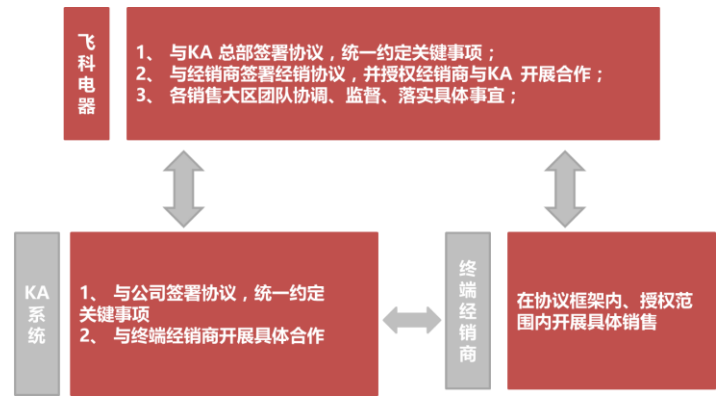 飞科电器
1、 与KA 总部签署协议，统一约定关键事项；
2、 与经销商签署经销协议，并授权经销商与KA 开展合作；
3、 各销售大区团队协调、监督、落实具体事宜；
KA系统
1、 与公司签署协议，统一约定
关键事项
2、 与终端经销商开展具体合作
终端经销商
在协议框架内、授权范
围内开展具体销售